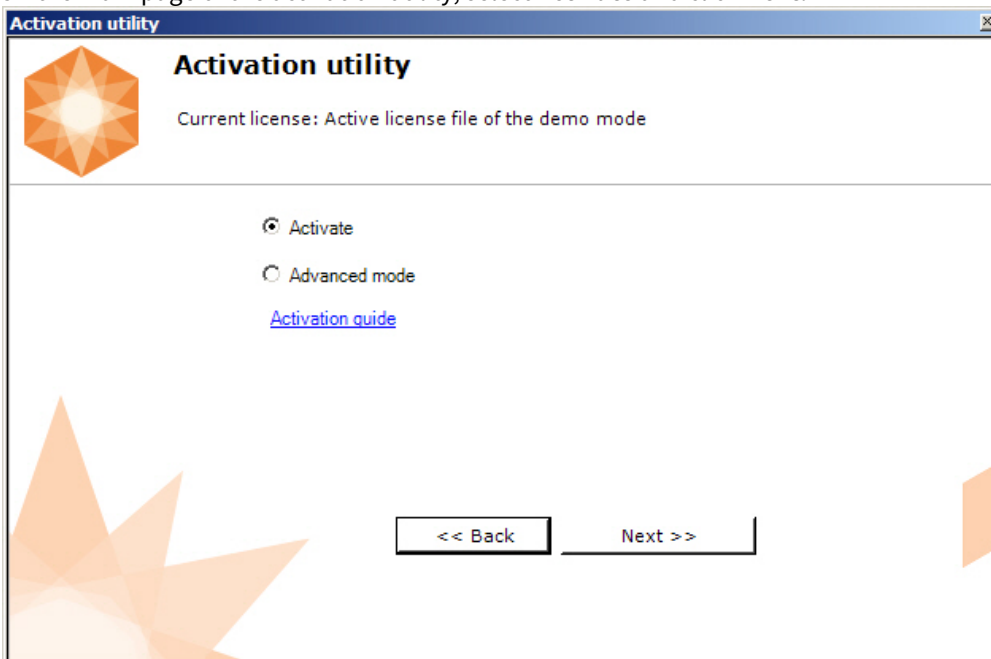 Activation utility
Activation utility
Current license: Active license file of the demo mode
Activate
Advanced mode
Activation guide
<< Back Next >>